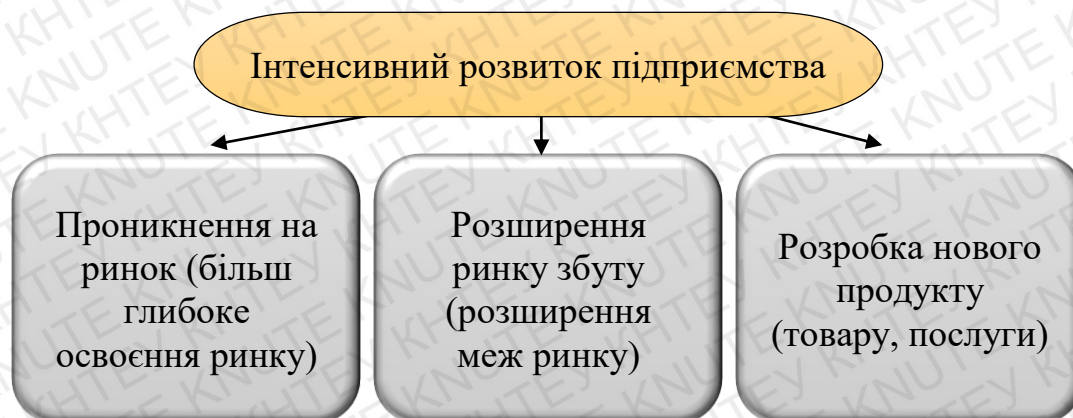 Інтенсивний розвиток підприємства
Проникнення на
ринок (більш
глибоке
освоєння ринку)
Розширення
ринку збуту
(розширення
меж ринку)
Розробка нового
продукту
(товару, послуги)